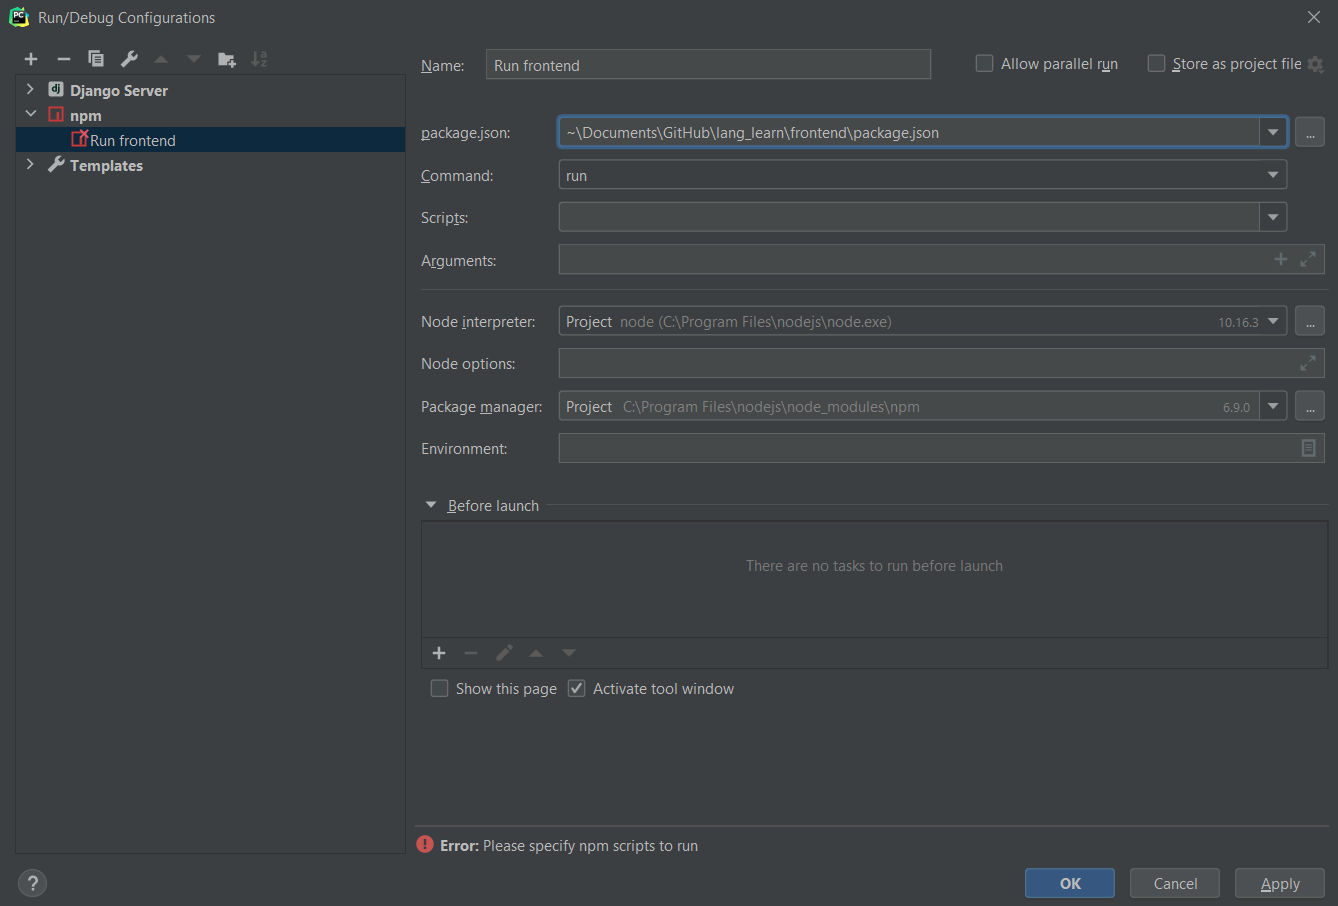 Run/Debug Configurations
Name: Run frontend Allow parallel run Store as project file
Django Server
npm
Run frontend
Templates
package.json: ~\Documents\GitHub\lang_learn\frontend\package.json ...
Command: run
Scripts:
Arguments:
Node interpreter: Project node (C:\Program Files\nodejs\node.exe) 10.16.3 ...
Node options:
Package manager: Project C:\Program Files\nodejs\node_modules\npm 6.9.0 ...
Environment:
Before launch
There are no tasks to run before launch
Show this page Activate tool window
Error: Please specify npm scripts to run
? OK Cancel Apply